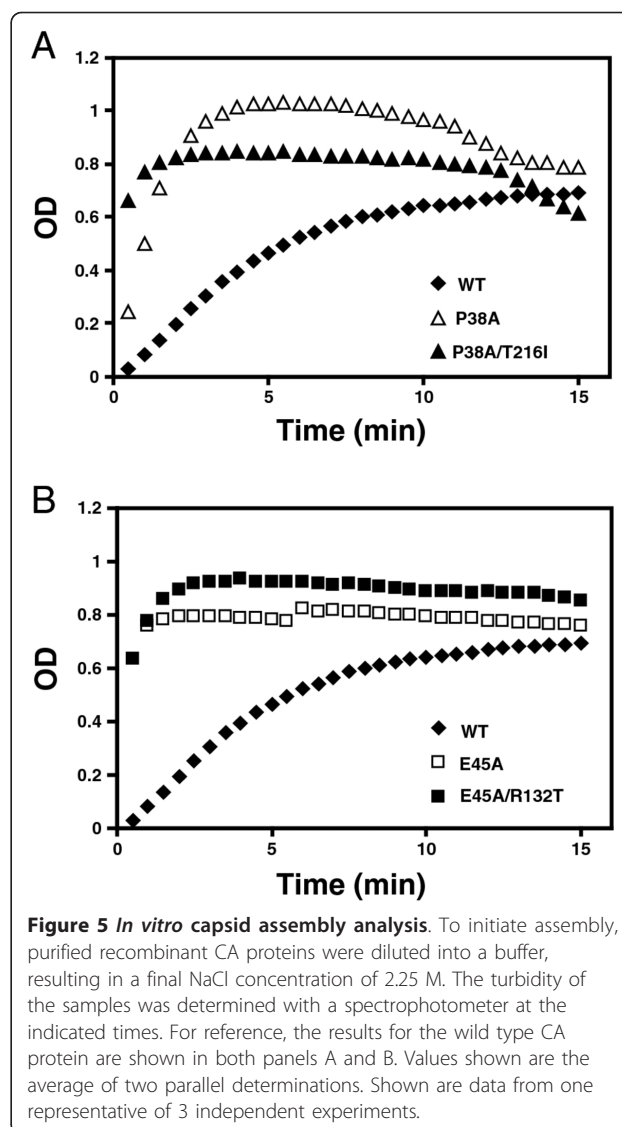 A
1.2
1
0.8
0.6
0.4
0.2
0
OD
WT
P38A
P38A/T216I
0 5 10 15
Time (min)
B
1.2
1
0.8
0.6
0.4
0.2
0
OD
WT
E45A
E45A/R132T
0 5 10 15
Time (min)
Figure 5 In vitro capsid assembly analysis. To initiate assembly,
purified recombinant CA proteins were diluted into a buffer,
resulting in a final NaCl concentration of 2.25 M. The turbidity of
the samples was determined with a spectrophotometer at the
indicated times. For reference, the results for the wild type CA
protein are shown in both panels A and B. Values shown are the
average of two parallel determinations. Shown are data from one
representative of 3 independent experiments.